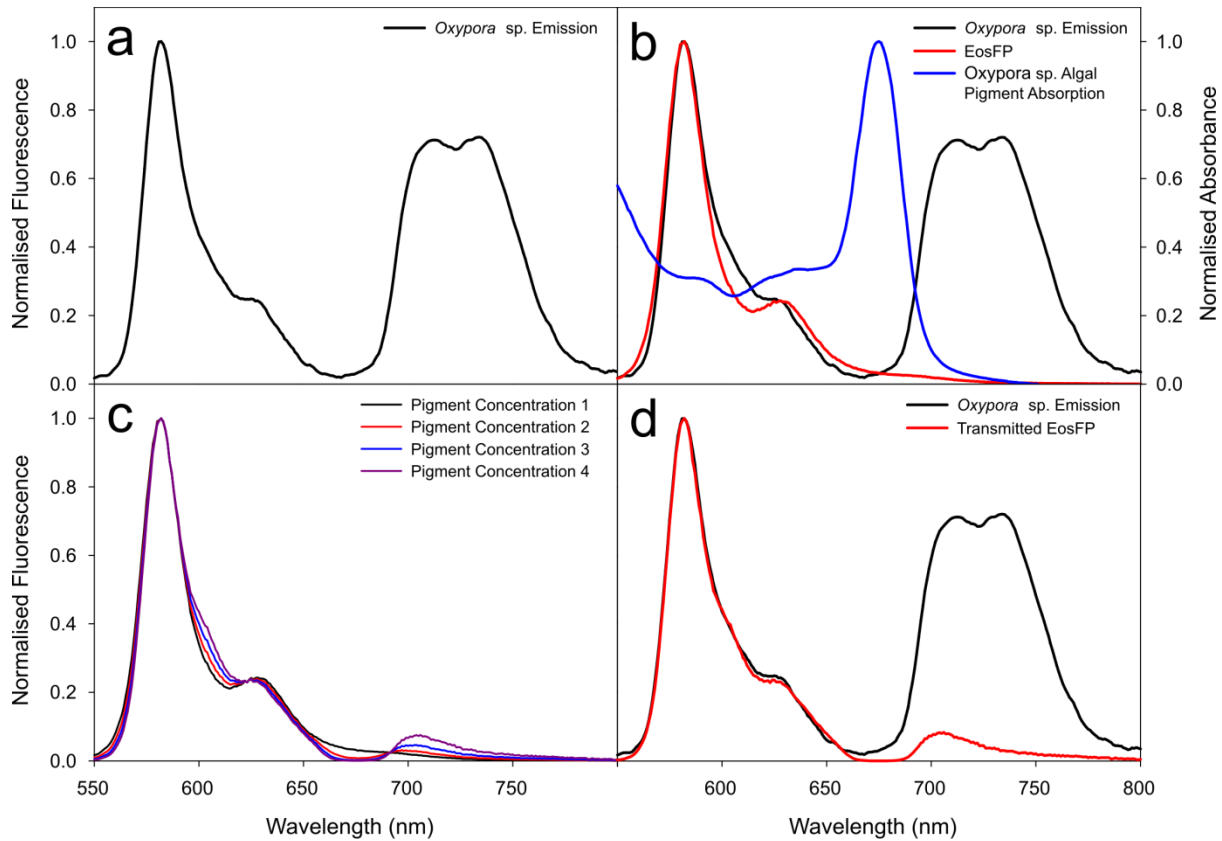 a
Oxypora sp. Emission
b
Oxypora sp. Emission
EosFP
Oxypora sp. Algal
Pigment Absorption
1.0
0.8
0.6
0.4
0.2
0.0
Normalised Fluorescence
1.0
0.8
0.6
0.4
0.2
0.0
Normalised Absorbance
c
Pigment Concentration 1
Pigment Concentration 2
Pigment Concentration 3
Pigment Concentration 4
d
Oxypora sp. Emission
Transmitted EosFP
1.0
0.8
0.6
0.4
0.2
0.0
Normalised Fluorescence
550 600 650 700 750
600 650 700 750 800
Wavelength (nm)
Wavelength (nm)